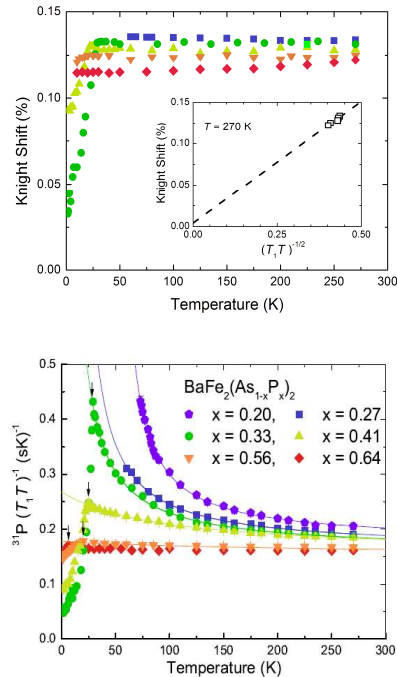 0.15
0.10
0.05
0.00
Knight Shift (%)
0 50 100 150 200 250 300
Temperature (K)
0.15
0.10
0.05
0.00
Knight Shift (%)
T = 270 K
0.00 0.25 0.50
(T1T)-1/2
0.5
0.4
0.3
0.2
0.1
0.0
31P (T1T)-1 (sK)-1
BaFe2(As1-xPx)2
x = 0.20, x = 0.27
x = 0.33, x = 0.41
x = 0.56, x = 0.64
0 50 100 150 200 250 300
Temperature (K)